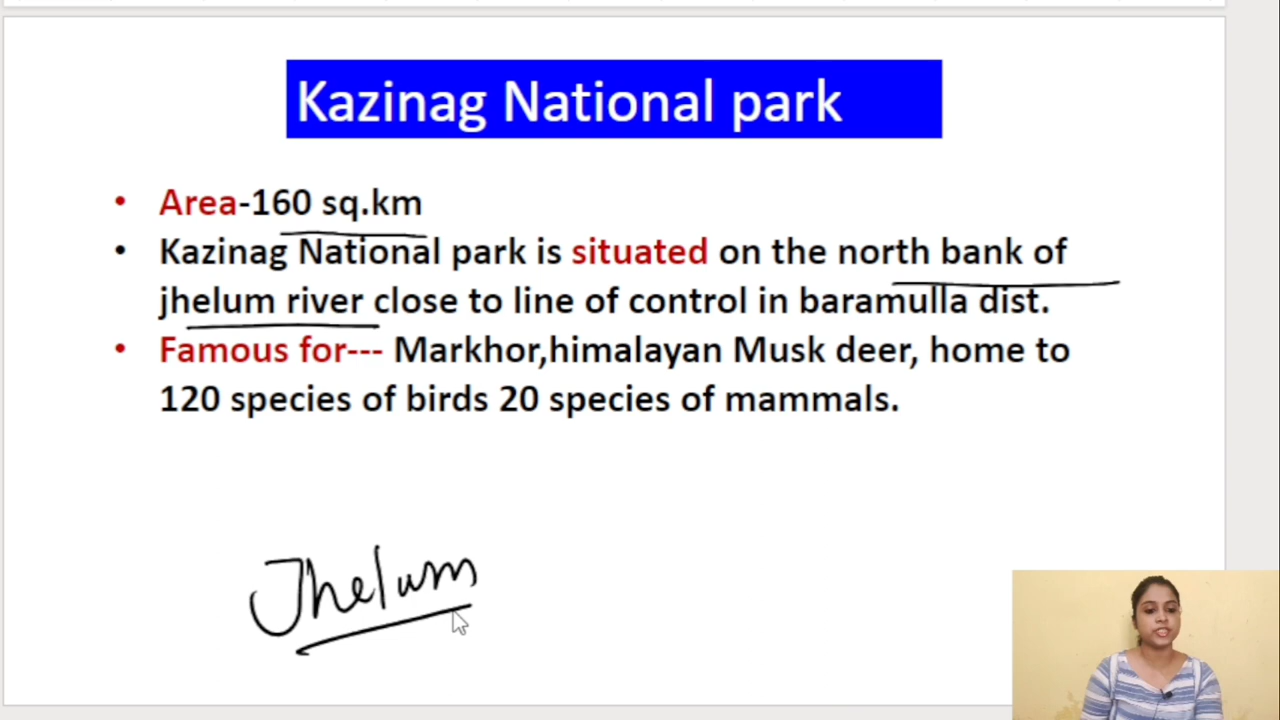 Kazinag National park
• Area-160 sq.km
• Kazinag National park is situated on the north bank of
jhelum river close to line of control in baramulla dist.
• Famous for--- Markhor,himalayan Musk deer, home to
120 species of birds 20 species of mammals.
Jhelum